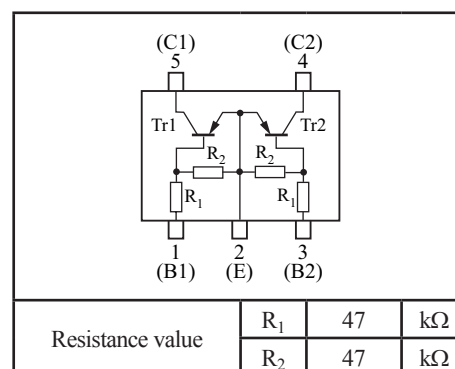 (C1) (C2)
5 4
Tr1 Tr2
R2 R2
R1 R1
1 2 3
(B1) (E) (B2)
Resistance value R1 47 kΩ
R2 47 kΩ